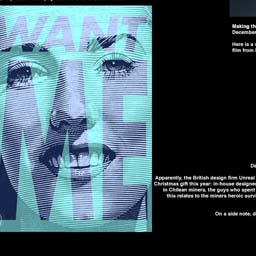 WANT
ME
Making the
December
Here is a
film from
De
Apparently, the British design firm Unreal
Christmas gift this year: in-house designed
in Chilean miners, the guys who spent
this relates to the miners heroic survi
On a side note, d